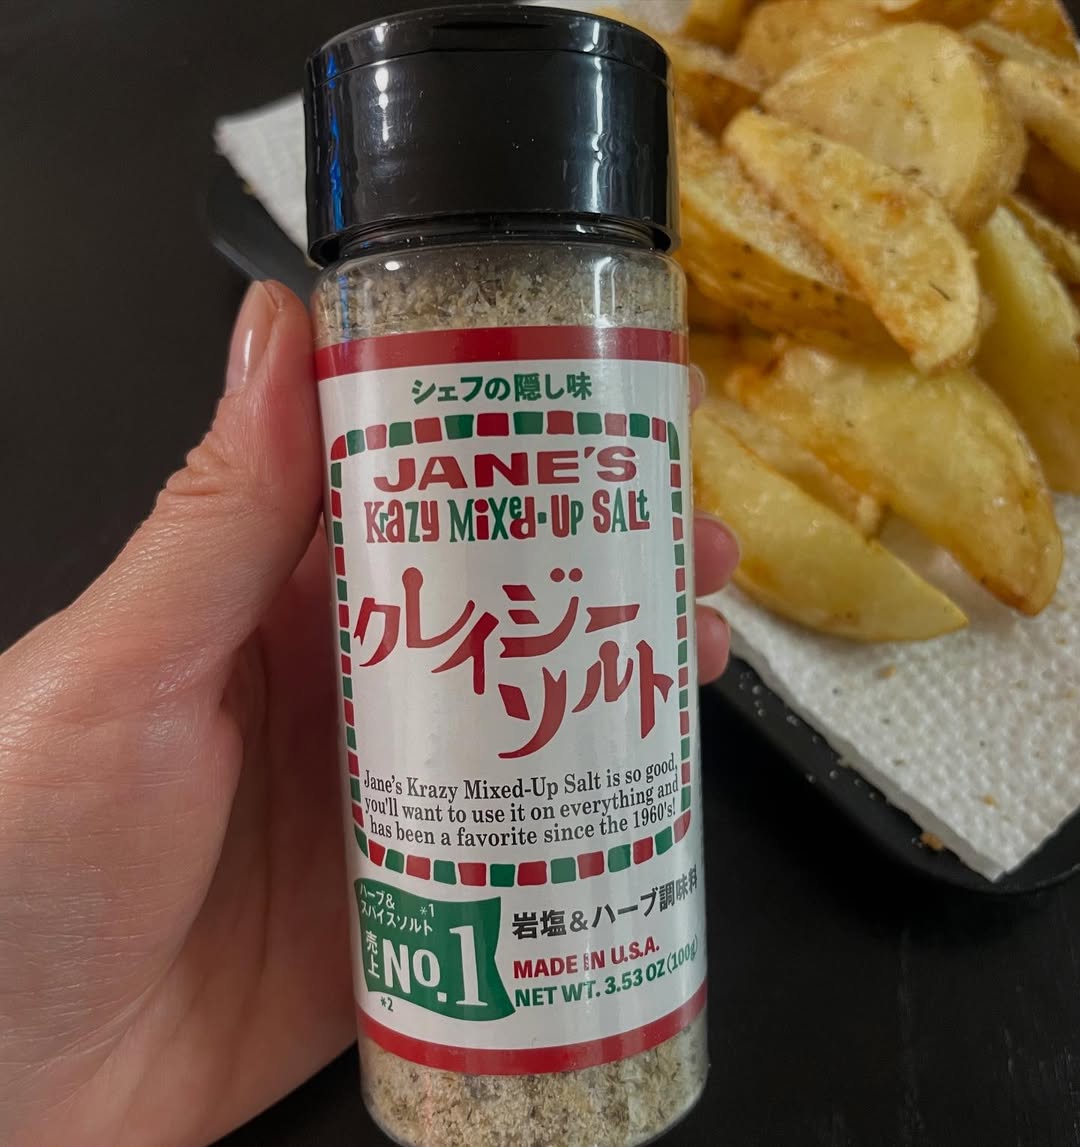 シェフの隠し味
JANE'S
KRAZY MIXED-UP SALt
クレイジー
ソルト
Jane's Krazy Mixed-Up Salt is so good,
you'll want to use it on everything and
has been a favorite since the 1960's!
ハーブ&
スパイスソルト *1
売上 No.1
*2
岩塩&ハーブ調味料
MADE IN U.S.A.
NET WT. 3.53 OZ (100g)